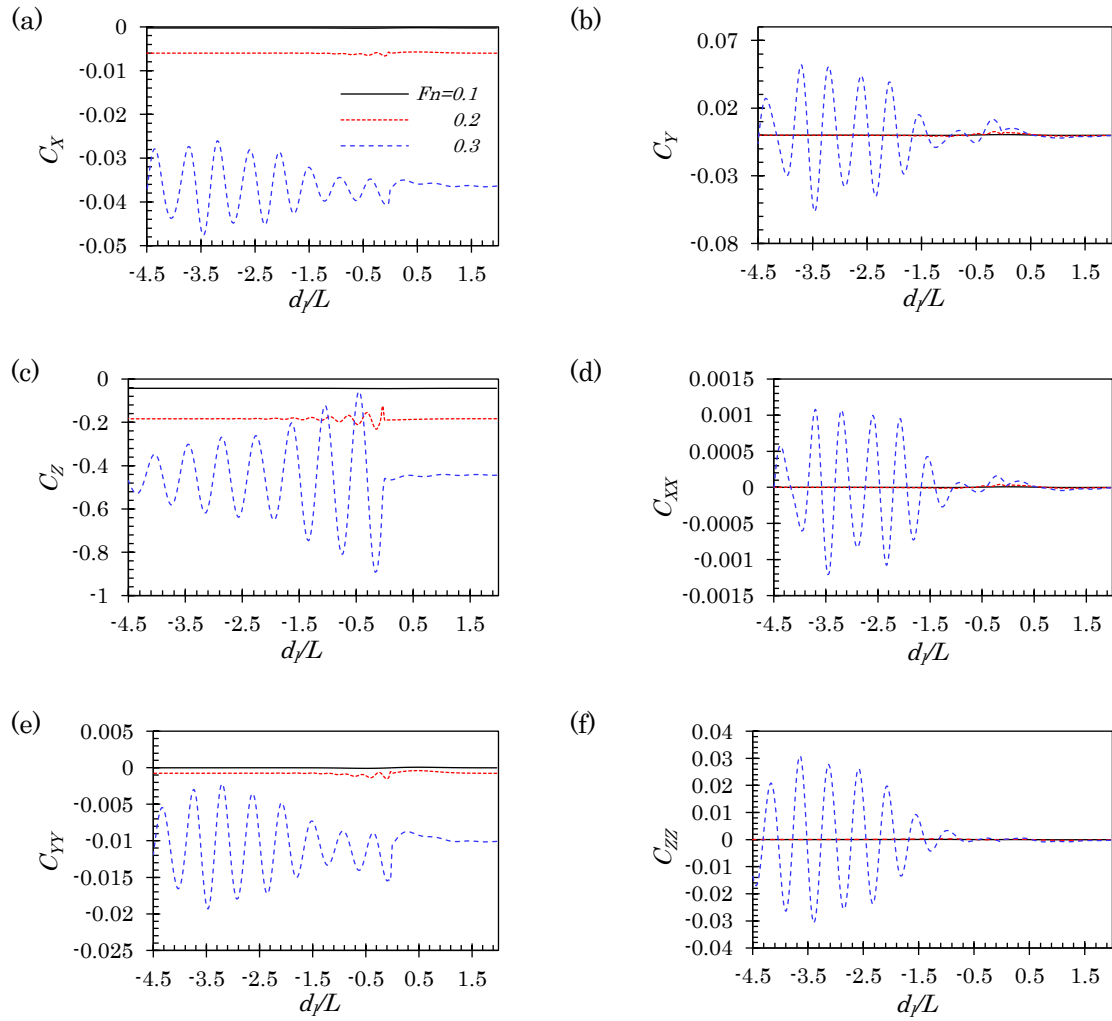 (a)
0
-0.01
-0.02
-0.03
-0.04
-0.05
C_X
Fn=0.1
0.2
0.3
-4.5 -3.5 -2.5 -1.5 -0.5 0.5 1.5
d_l/L
(b)
0.07
0.02
-0.03
-0.08
C_Y
-4.5 -3.5 -2.5 -1.5 -0.5 0.5 1.5
d_l/L
(c)
0
-0.2
-0.4
-0.6
-0.8
-1
C_Z
-4.5 -3.5 -2.5 -1.5 -0.5 0.5 1.5
d_l/L
(d)
0.0015
0.001
0.0005
0
-0.0005
-0.001
-0.0015
C_XX
-4.5 -3.5 -2.5 -1.5 -0.5 0.5 1.5
d_l/L
(e)
0.005
0
-0.005
-0.01
-0.015
-0.02
-0.025
C_YY
-4.5 -3.5 -2.5 -1.5 -0.5 0.5 1.5
d_l/L
(f)
0.04
0.03
0.02
0.01
0
-0.01
-0.02
-0.03
-0.04
C_ZZ
-4.5 -3.5 -2.5 -1.5 -0.5 0.5 1.5
d_l/L